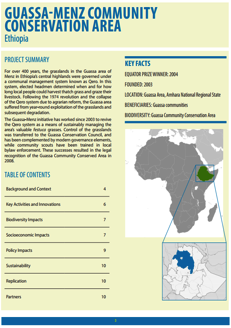 GUASSA-MENZ COMMUNITY
CONSERVATION AREA
Ethiopia
PROJECT SUMMARY
For over 400 years, the grasslands in the Guassa area of
Menz in Ethiopia's central highlands were governed under
a communal management system known as Qero. In this
system, elected headmen determined when and for how
long local people could harvest thatch grass and graze their
livestock. Following the 1974 revolution and the collapse
of the Qero system due to agrarian reform, the Guassa area
suffered from year-round exploitation of the grasslands and
subsequent degradation.
The Guassa-Menz initiative has worked since 2003 to revive
the Qero system as a means of sustainably managing the
area's valuable festuca grasses. Control of the grasslands
was transferred to the Guassa Conservation Council, and
has been complemented by modern governance elements,
while community scouts have been trained in local
bylaw enforcement. These successes resulted in the legal
recognition of the Guassa Community Conserved Area in
2008.
TABLE OF CONTENTS
Background and Context 4
Key Activities and Innovations 6
Biodiversity Impacts 7
Socioeconomic Impacts 7
Policy Impacts 9
Sustainability 10
Replication 10
Partners 10
KEY FACTS
EQUATOR PRIZE WINNER: 2004
FOUNDED: 2003
LOCATION: Guassa Area, Amhara National Regional State
BENEFICIARIES: Guassa communities
BIODIVERSITY: Guassa Community Conservation Area
3